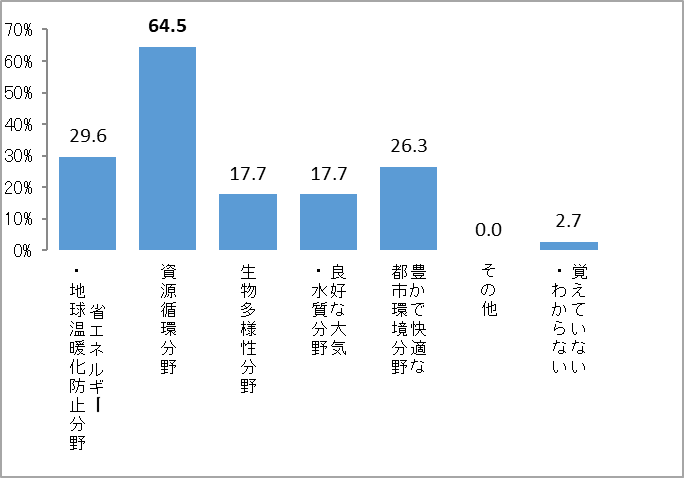 70%
60%
50%
40%
30%
20%
10%
0%
29.6
64.5
17.7
17.7
26.3
0.0
2.7
省エネルギー
・地球温暖化防止分野
資源循環分野
生物多様性分野
良好な大気
・水質分野
豊かで快適な
都市環境分野
その他
覚えていない
・わからない